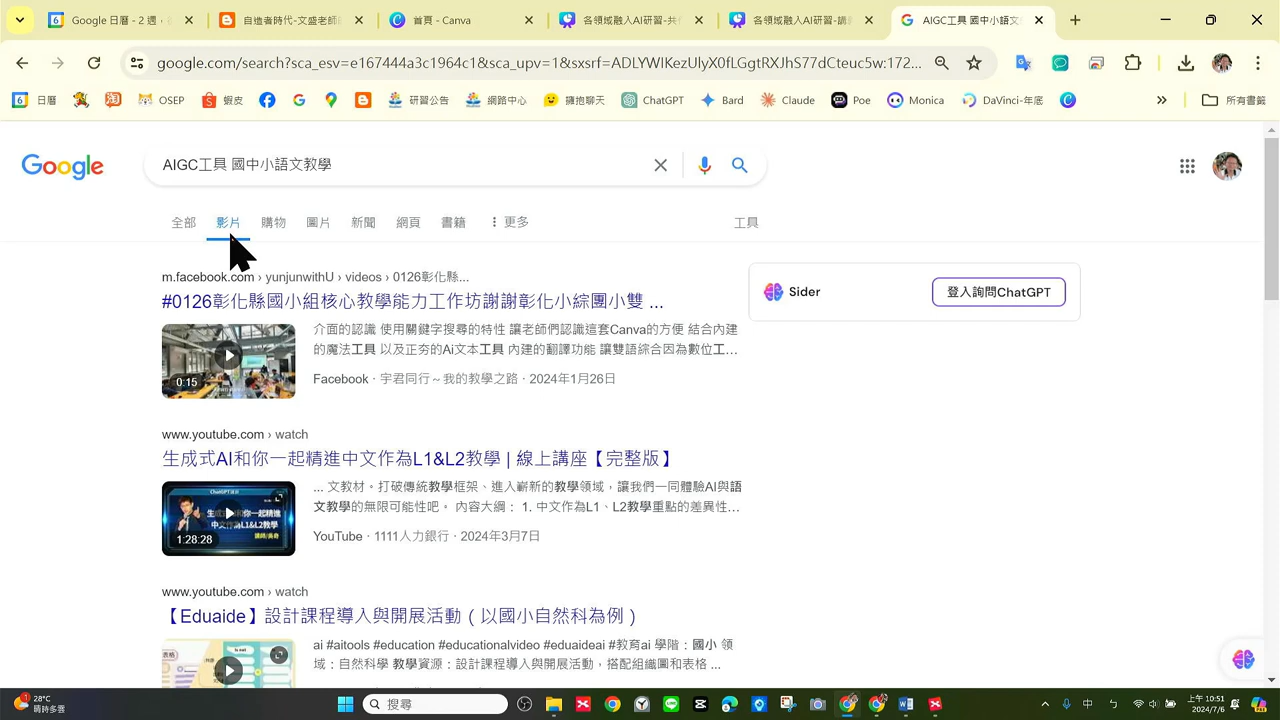 Google 日曆 - 2 週，
自造者時代-文盛老師
首頁 - Canva
各領域融入AI研習-共
各領域融入AI研習-講
AIGC工具 國中小語文
google.com/search?sca_esv=e167444a3c1964c1&sca_upv=1&sxsrf=ADLYWIKezUlyX0fLGgtRXJhS77dCteuc5w:172...
日曆
淘
OSEP
蝦皮
研習公告
網路中心
擁抱聊天
ChatGPT
Bard
Claude
Poe
Monica
DaVinci-年底
所有書籤
Google
AIGC工具 國中小語文教學
全部
影片
購物
圖片
新聞
網頁
書籍
更多
工具
m.facebook.com › yunjunwithU › videos › 0126彰化縣...
#0126彰化縣國小組核心教學能力工作坊謝謝彰化小綜團小雙 ...
介面的認識 使用關鍵字搜尋的特性 讓老師們認識這套Canva的方便 結合內建
的魔法工具 以及正夯的Ai文本工具 內建的翻譯功能 讓雙語綜合因為數位工...
0:15
Facebook · 宇君同行～我的教學之路 · 2024年1月26日
Sider
登入詢問ChatGPT
www.youtube.com › watch
生成式AI和你一起精進中文作為L1&L2教學 | 線上講座【完整版】
... 文教材。打破傳統教學框架、進入嶄新的教學領域，讓我們一同體驗AI與語
文教學的無限可能性吧。 內容大綱： 1. 中文作為L1、L2教學重點的差異性...
1:28:28
YouTube · 1111人力銀行 · 2024年3月7日
www.youtube.com › watch
【Eduaide】設計課程導入與開展活動（以國小自然科為例）
ai #aitools #education #educationalvideo #eduaideai #教育ai 學階：國小 領
域：自然科學 教學資源：設計課程導入與開展活動，搭配組織圖和表格 ...
28°C
晴時多雲
搜尋
中
上午 10:51
2024/7/6